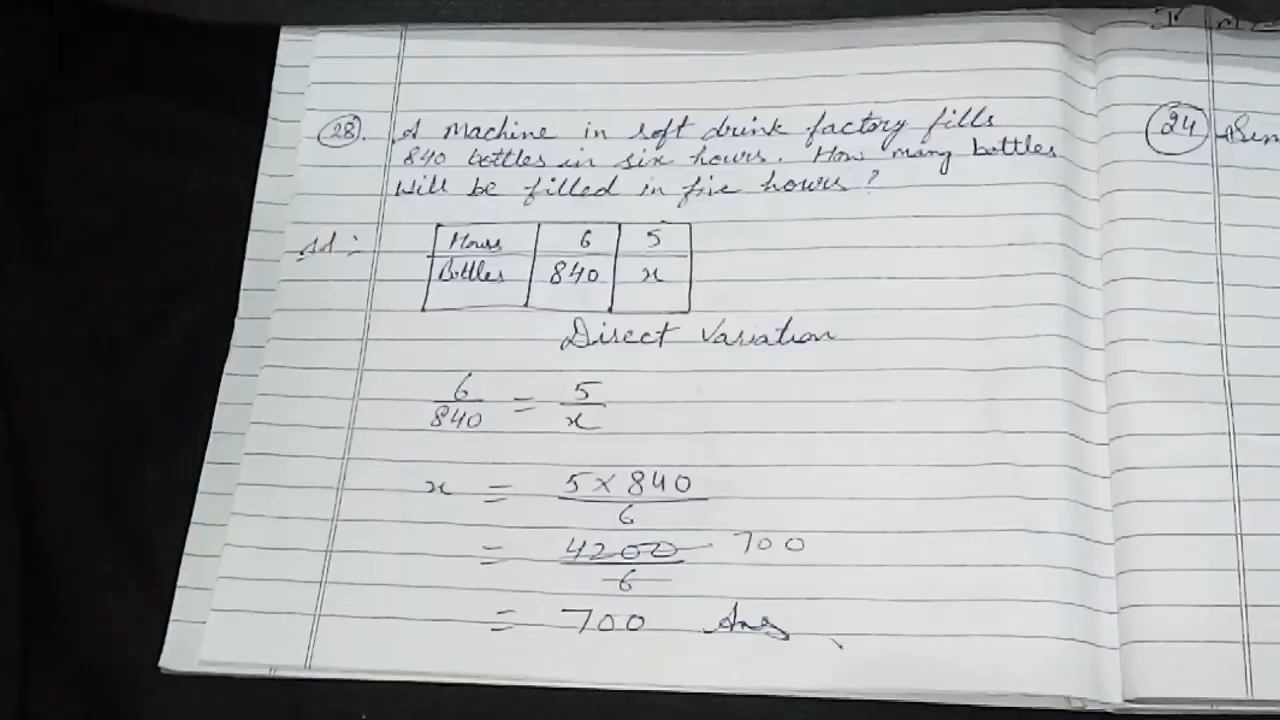 (28). A Machine in soft drink factory fills
840 bottles in six hours. How many bottles
will be filled in five hours?
Hours 6 5
Bottles 840 x
Direct Variation
6/840 = 5/x
x = 5 × 840/6
= 4200/6 700
= 700 Ans
(24)